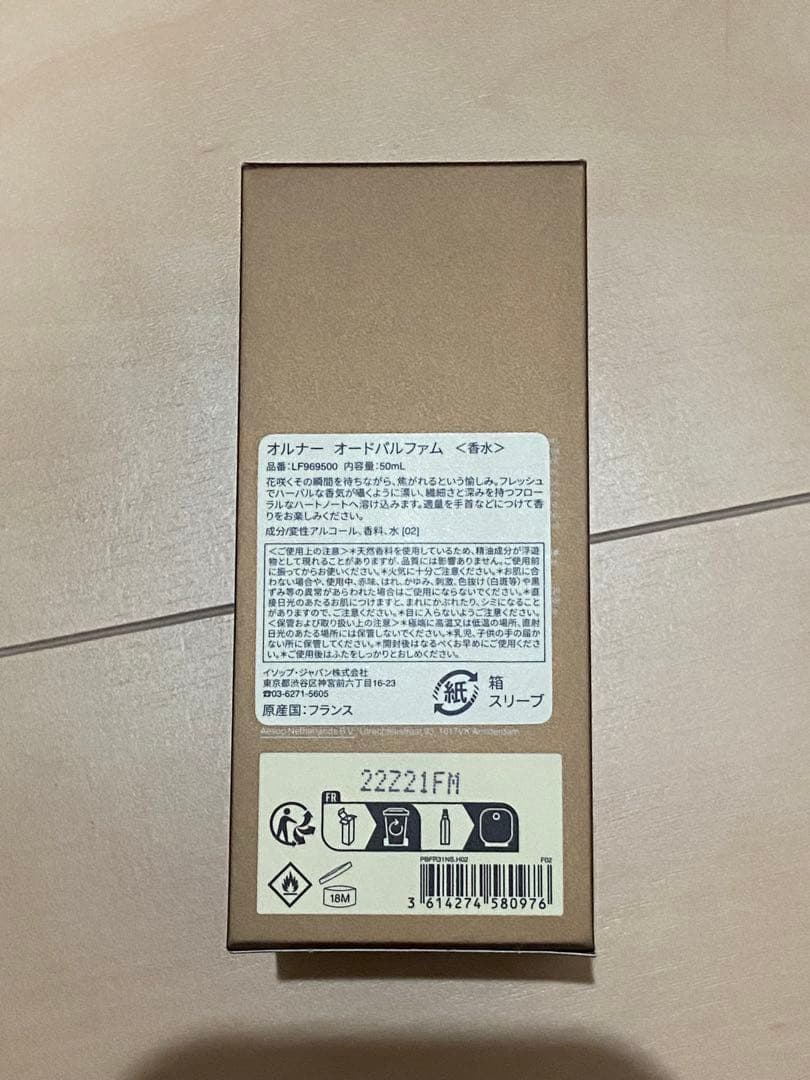 オルナー オードパルファム <香水>
品番:LF969500 内容量:50mL
花咲くその瞬間を待ちながら、焦がれるという愉しみ。フレッシュ
でハーバルな香気が囁くように漂い、繊細さと深みを持つフロー
ラルなハートノートへ溶け込みます。適量を手首などにつけて香
りをお楽しみください。
成分/変性アルコール、香料、水 [02]
<ご使用上の注意>*天然香料を使用しているため、精油成分が浮遊
物として現れることがありますが、品質には影響ありません。ご使用前
に振ってからお使いください。*火気に十分ご注意ください。*お肌に合
わない場合や、使用中、赤味、はれ、かゆみ、刺激、色抜け(白斑等)や黒
ずみ等の異常があらわれた場合はご使用にならないでください。*直
接日光のあたるお肌につけますと、まれにかぶれたり、シミになること
がありますので、ご注意ください。*目に入らないようご注意ください。
<保管および取り扱い上の注意>*極端に高温又は低温の場所、直射
日光のあたる場所には保管しないでください。*乳児、子供の手の届か
ない所に保管してください。*開封後はなるべくお早めにご使用くださ
い。*ご使用後はふたをしっかりとおしめください。
イソップ・ジャパン株式会社
東京都渋谷区神宮前六丁目16-23
☎03-6271-5605
原産国:フランス
紙
箱
スリーブ
Aesop Netherlands B.V. Utrechtsestraat 93, 1017VK Amsterdam
22Z21FM
FR
18M
PBFR31NS.H02 F02
3 614274 580976